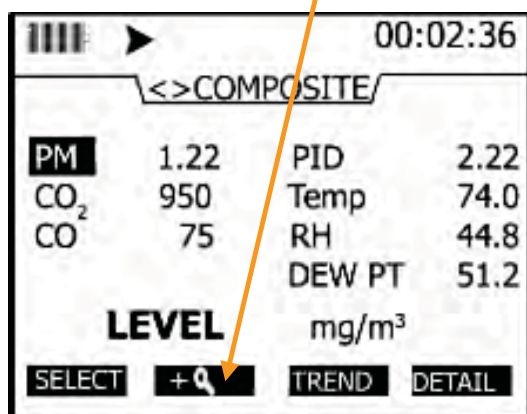 00:02:36
<>COMPOSITE
PM 1.22 PID 2.22
CO₂ 950 Temp 74.0
CO 75 RH 44.8
DEW PT 51.2
LEVEL mg/m³
SELECT + TREND DETAIL